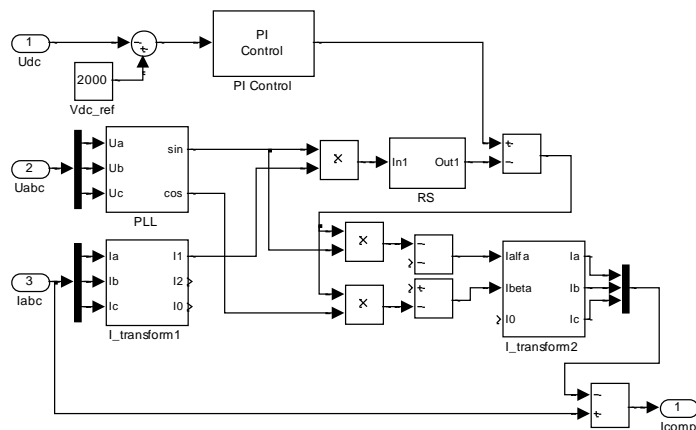 1
Udc
2000
Vdc_ref
PI
Control
PI Control
2
Uabc
Ua
Ub
Uc
sin
cos
PLL
x
In1
Out1
RS
3
Iabc
Ia
Ib
Ic
I1
I2
I0
I_transform1
x
x
Ialfa
Ibeta
I0
Ia
Ib
Ic
I_transform2
1
Icomp